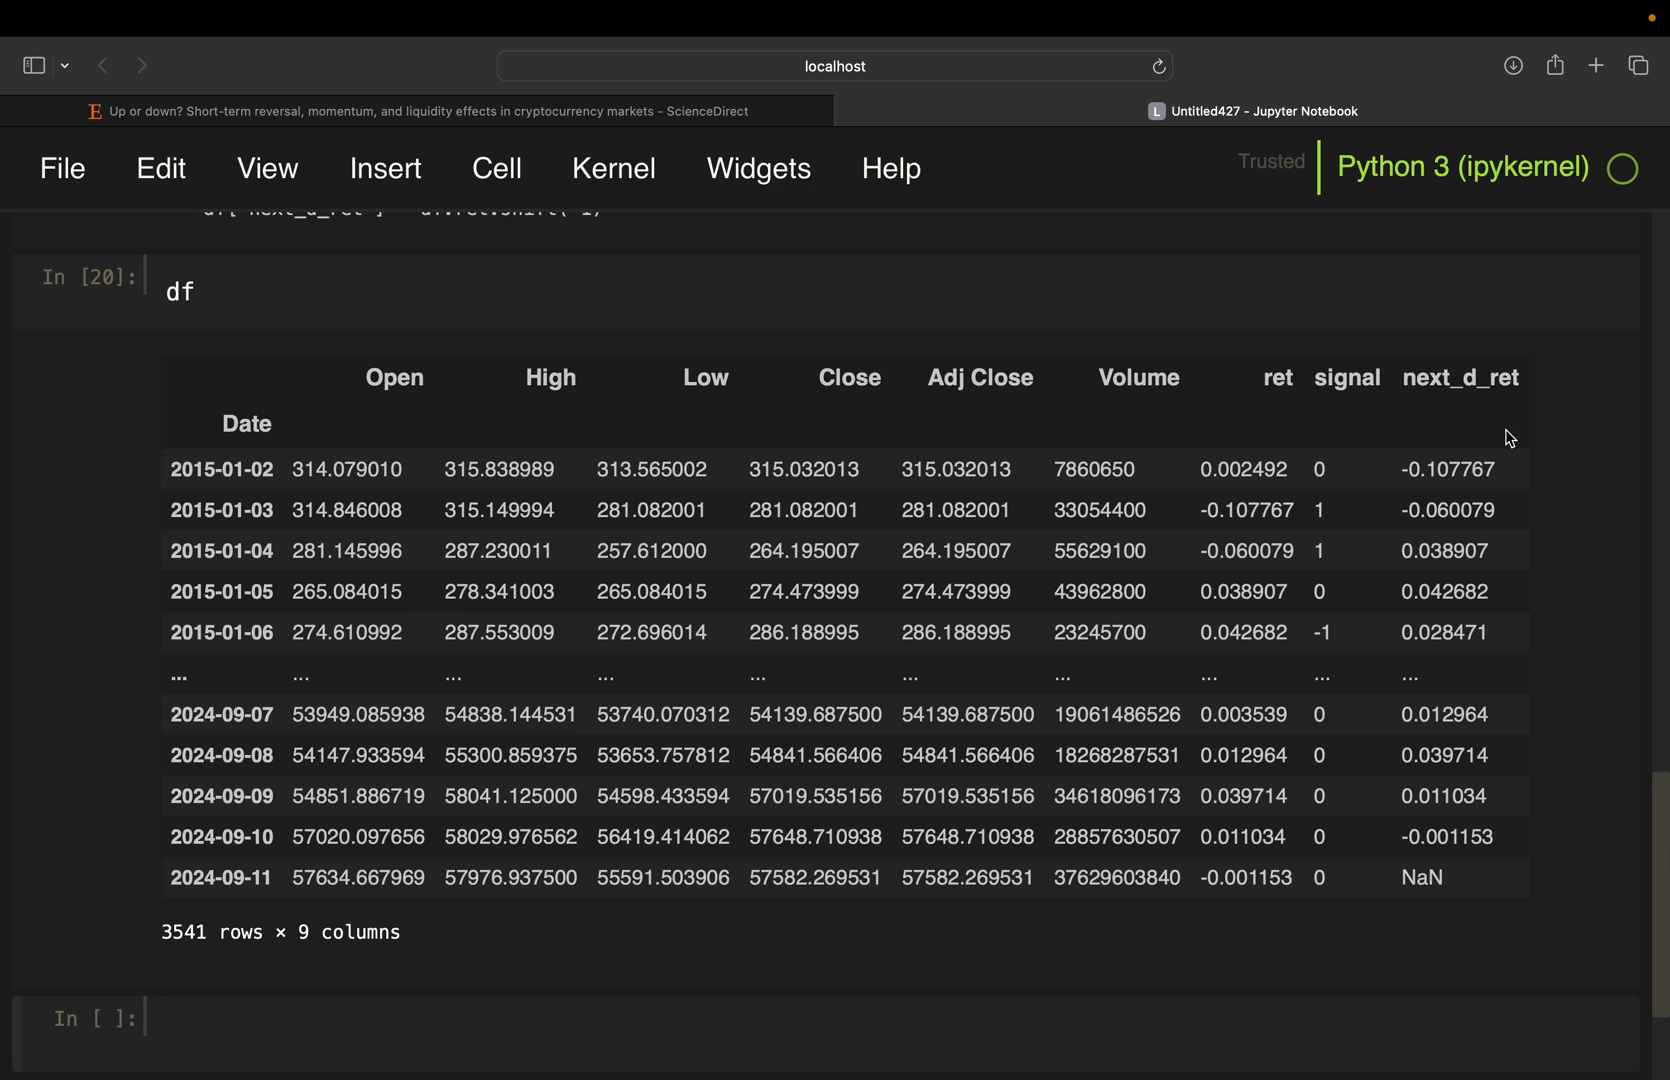 localhost
E Up or down? Short-term reversal, momentum, and liquidity effects in cryptocurrency markets - ScienceDirect
L Untitled427 - Jupyter Notebook
File Edit View Insert Cell Kernel Widgets Help Trusted Python 3 (ipykernel)
In [20]: df
Open High Low Close Adj Close Volume ret signal next_d_ret
Date
2015-01-02 314.079010 315.838989 313.565002 315.032013 315.032013 7860650 0.002492 0 -0.107767
2015-01-03 314.846008 315.149994 281.082001 281.082001 281.082001 33054400 -0.107767 1 -0.060079
2015-01-04 281.145996 287.230011 257.612000 264.195007 264.195007 55629100 -0.060079 1 0.038907
2015-01-05 265.084015 278.341003 265.084015 274.473999 274.473999 43962800 0.038907 0 0.042682
2015-01-06 274.610992 287.553009 272.696014 286.188995 286.188995 23245700 0.042682 -1 0.028471
... ... ... ... ... ... ... ... ... ...
2024-09-07 53949.085938 54838.144531 53740.070312 54139.687500 54139.687500 19061486526 0.003539 0 0.012964
2024-09-08 54147.933594 55300.859375 53653.757812 54841.566406 54841.566406 18268287531 0.012964 0 0.039714
2024-09-09 54851.886719 58041.125000 54598.433594 57019.535156 57019.535156 34618096173 0.039714 0 0.011034
2024-09-10 57020.097656 58029.976562 56419.414062 57648.710938 57648.710938 28857630507 0.011034 0 -0.001153
2024-09-11 57634.667969 57976.937500 55591.503906 57582.269531 57582.269531 37629603840 -0.001153 0 NaN
3541 rows × 9 columns
In [ ]: